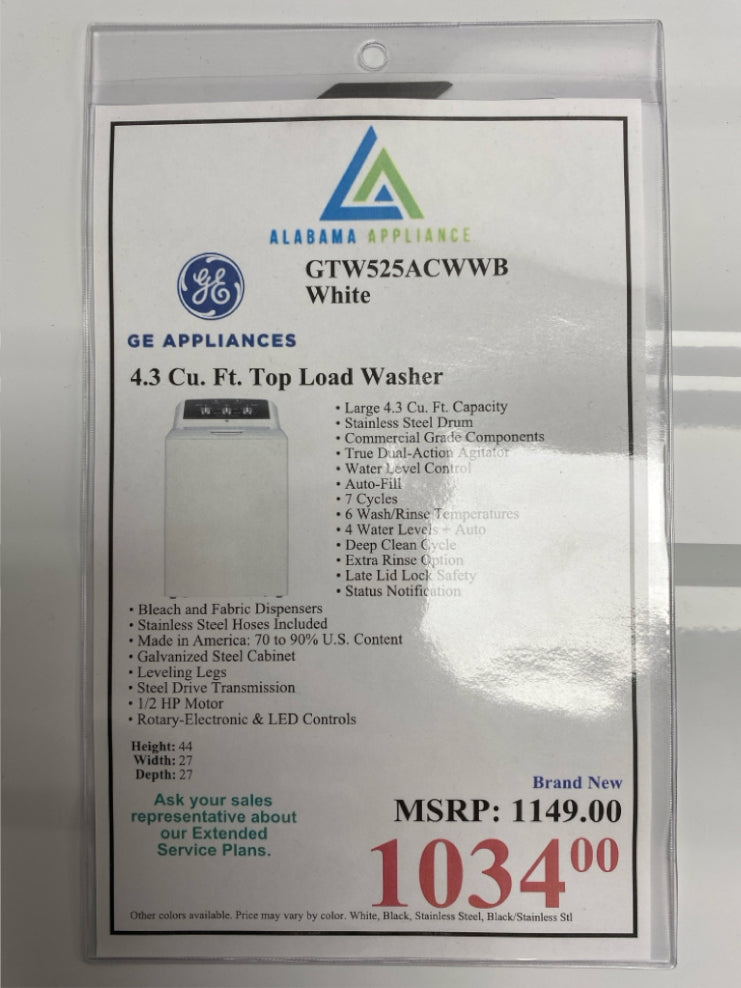 ALABAMA APPLIANCE
GE
GE APPLIANCES
GTW525ACWWB
White
4.3 Cu. Ft. Top Load Washer
• Large 4.3 Cu. Ft. Capacity
• Stainless Steel Drum
• Commercial Grade Components
• True Dual-Action Agitator
• Water Level Control
• Auto-Fill
• 7 Cycles
• 6 Wash/Rinse Temperatures
• 4 Water Levels + Auto
• Deep Clean Cycle
• Extra Rinse Option
• Late Lid Lock Safety
• Status Notification
• Bleach and Fabric Dispensers
• Stainless Steel Hoses Included
• Made in America: 70 to 90% U.S. Content
• Galvanized Steel Cabinet
• Leveling Legs
• Steel Drive Transmission
• 1/2 HP Motor
• Rotary-Electronic & LED Controls
Height: 44
Width: 27
Depth: 27
Ask your sales
representative about
our Extended
Service Plans.
Brand New
MSRP: 1149.00
1034 00
Other colors available. Price may vary by color. White, Black, Stainless Steel, Black/Stainless Stl